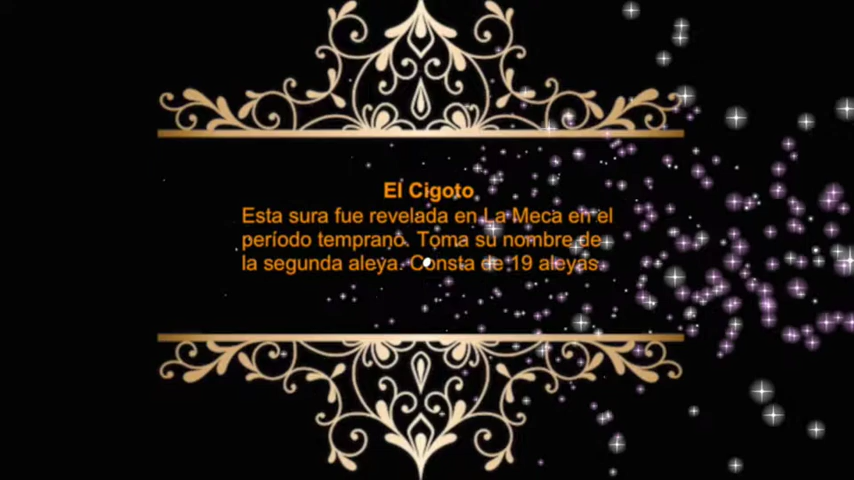 El Cigoto
Esta sura fue revelada en La Meca en el
período temprano. Toma su nombre de
la segunda aleya. Consta de 19 aleyas.